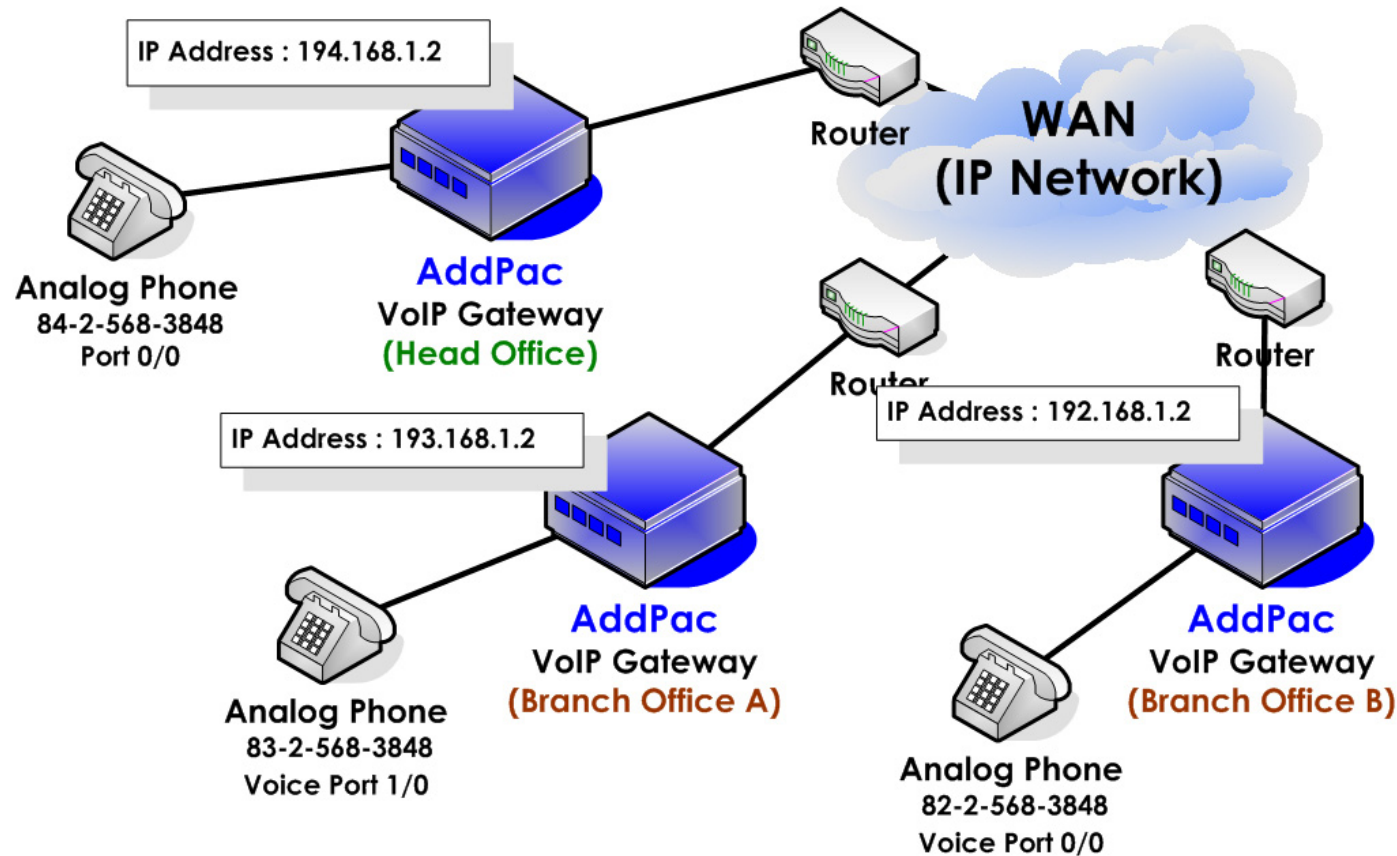 IP Address : 194.168.1.2
Router
WAN
(IP Network)
Analog Phone
84-2-568-3848
Port 0/0
AddPac
VoIP Gateway
(Head Office)
Router
Router
IP Address : 193.168.1.2
IP Address : 192.168.1.2
Analog Phone
83-2-568-3848
Voice Port 1/0
AddPac
VoIP Gateway
(Branch Office A)
AddPac
VoIP Gateway
(Branch Office B)
Analog Phone
82-2-568-3848
Voice Port 0/0